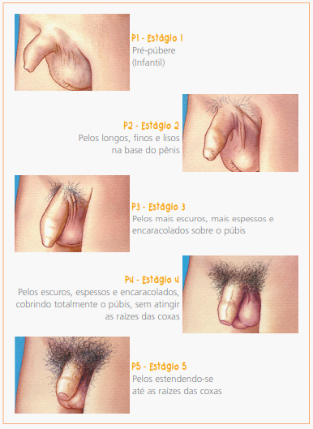 P1 - Estágio 1
Pré-púbere
(Infantil)
P2 - Estágio 2
Pelos longos, finos e lisos
na base do pênis
P3 - Estágio 3
Pelos mais escuros, mais espessos e
encaracolados sobre o púbis
P4 - Estágio 4
Pelos escuros, espessos e encaracolados,
cobrindo totalmente o púbis, sem atingir
as raízes das coxas
P5 - Estágio 5
Pelos estendendo-se
até as raízes das coxas